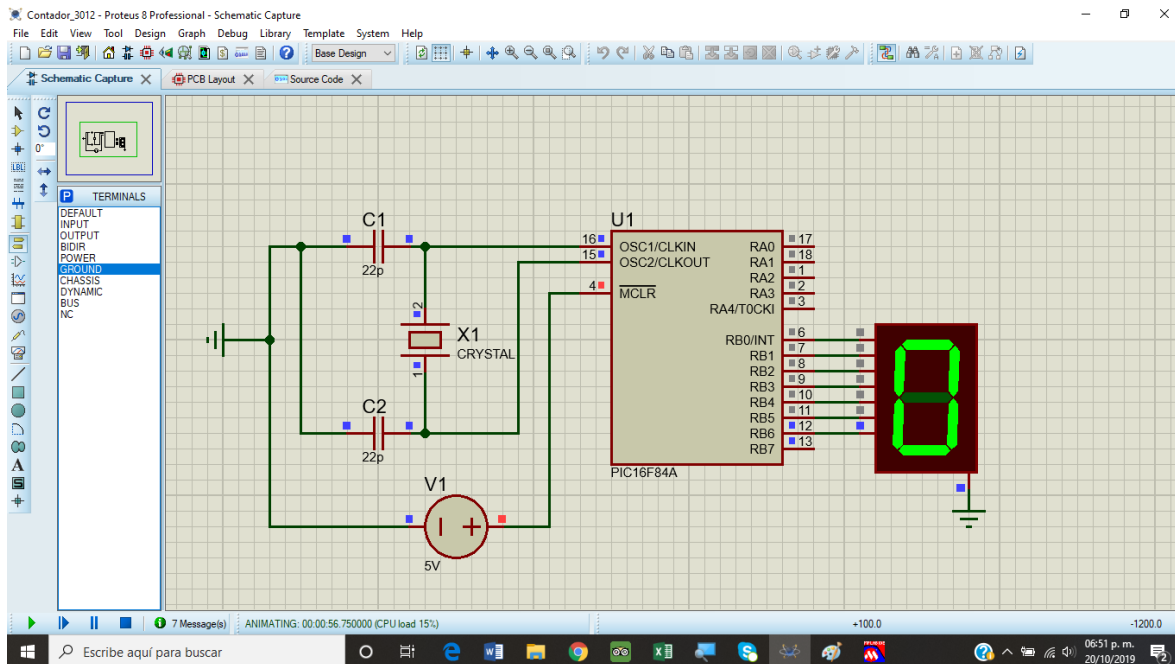 Contador_3012 - Proteus 8 Professional - Schematic Capture
File Edit View Tool Design Graph Debug Library Template System Help
Base Design
Schematic Capture PCB Layout Source Code
0°
LBL
P TERMINALS
DEFAULT
INPUT
OUTPUT
BIDIR
POWER
GROUND
CHASSIS
DYNAMIC
BUS
NC
A
S
C1
22p
X1
CRYSTAL
2
1
C2
22p
V1
5V
U1
16 OSC1/CLKIN
15 OSC2/CLKOUT
4 MCLR
RA0 17
RA1 18
RA2 1
RA3 2
RA4/T0CKI 3
RB0/INT 6
RB1 7
RB2 8
RB3 9
RB4 10
RB5 11
RB6 12
RB7 13
PIC16F84A
7 Message(s) ANIMATING: 00:00:56.750000 (CPU load 15%) +100.0 -1200.0
Escribe aquí para buscar
06:51 p. m.
20/10/2019